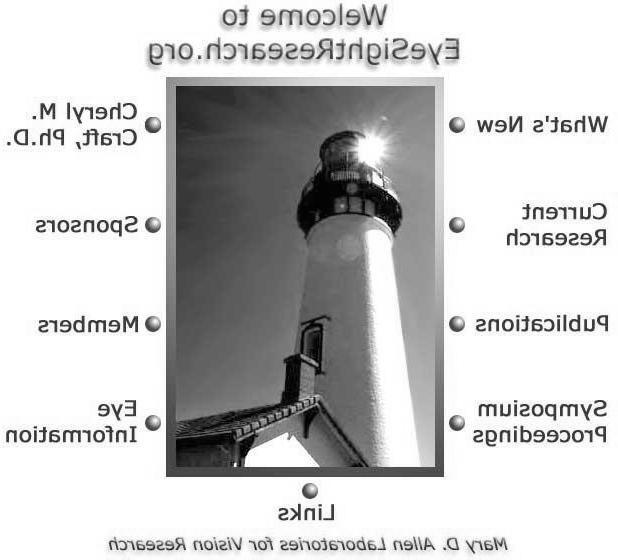 Welcome to
EyeSightResearch.org
What's New
Current
Research
Publications
Symposium
Proceedings
Cheryl M.
Craft, Ph.D.
Sponsors
Members
Eye
Information
Links
Mary D. Allen Laboratories for Vision Research